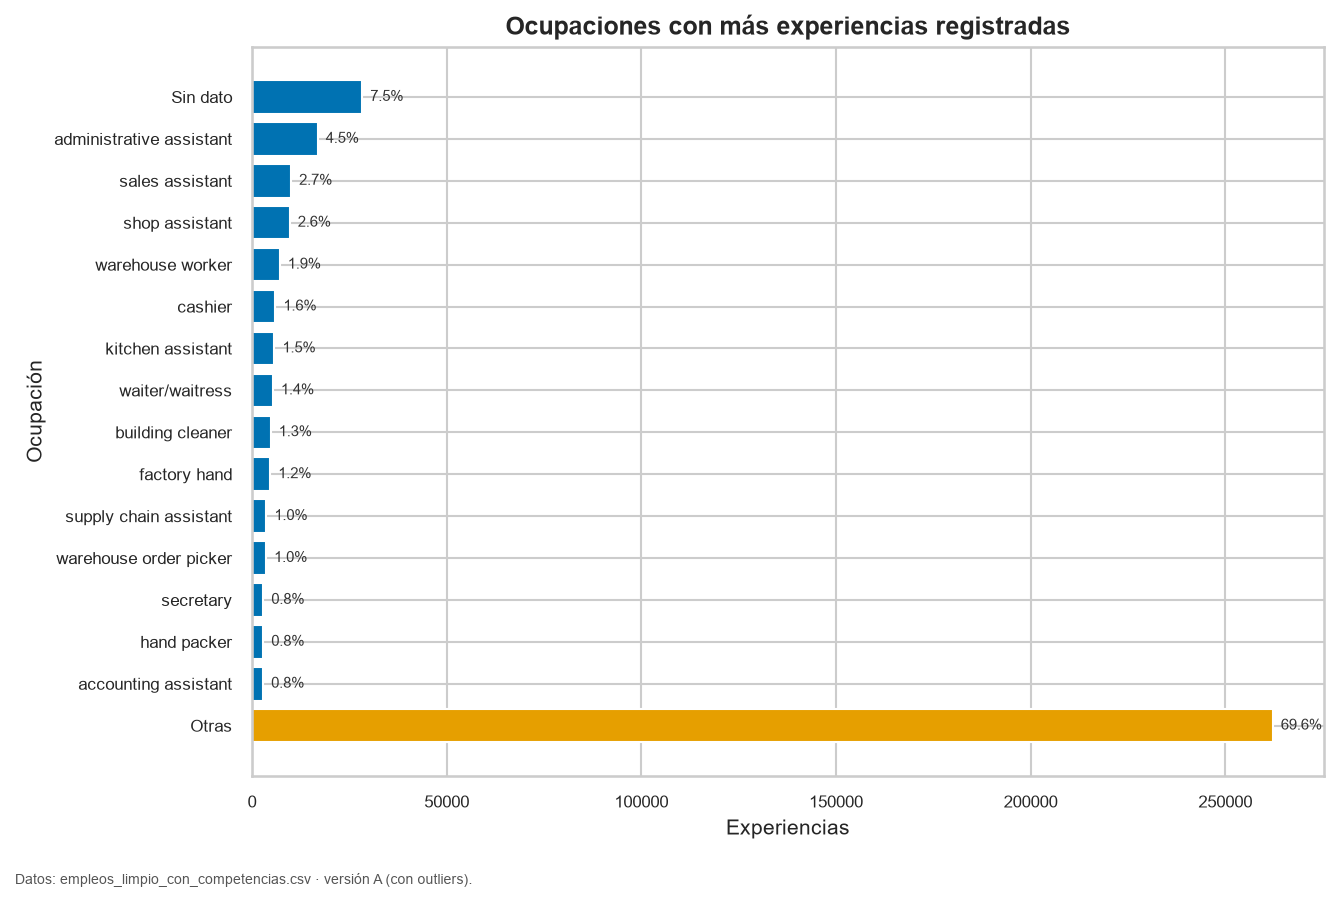 Ocupaciones con más experiencias registradas
Ocupación
Sin dato 7.5%
administrative assistant 4.5%
sales assistant 2.7%
shop assistant 2.6%
warehouse worker 1.9%
cashier 1.6%
kitchen assistant 1.5%
waiter/waitress 1.4%
building cleaner 1.3%
factory hand 1.2%
supply chain assistant 1.0%
warehouse order picker 1.0%
secretary 0.8%
hand packer 0.8%
accounting assistant 0.8%
Otras 69.6%
0 50000 100000 150000 200000 250000
Experiencias
Datos: empleos_limpio_con_competencias.csv · versión A (con outliers).